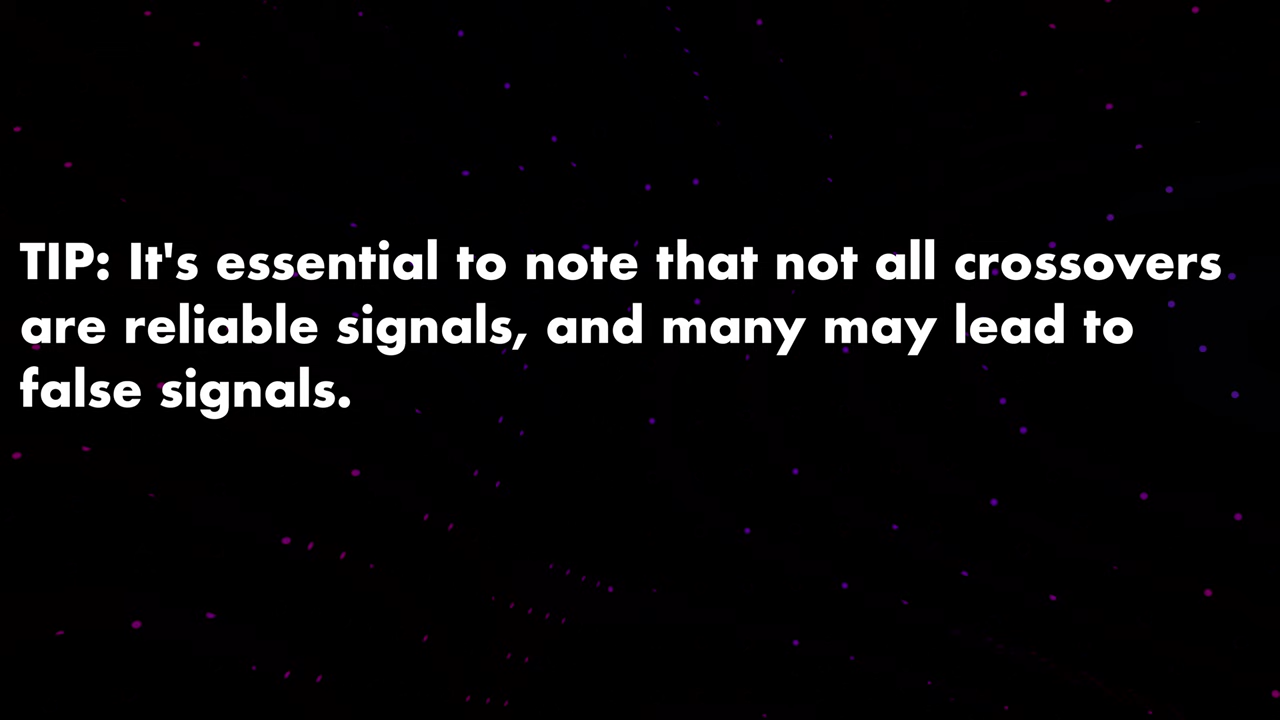 TIP: It's essential to note that not all crossovers
are reliable signals, and many may lead to
false signals.